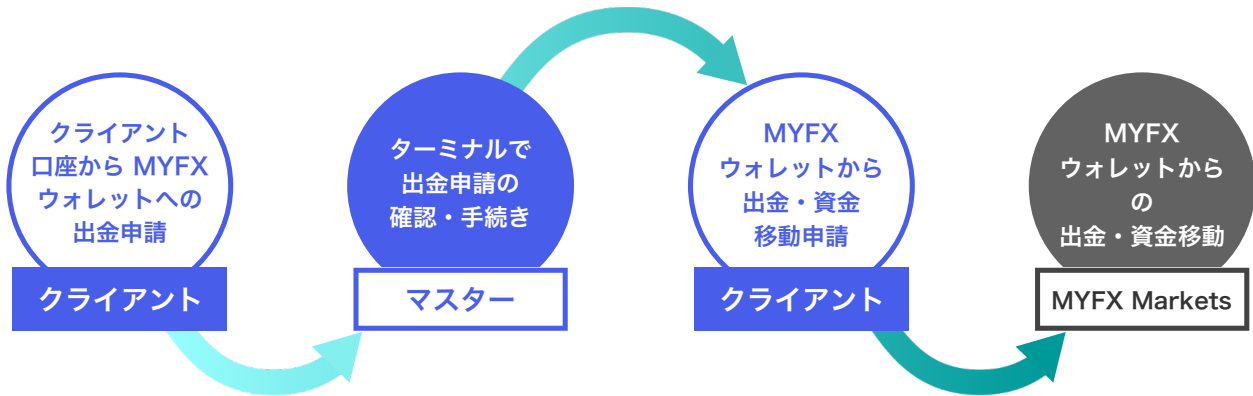 クライアント
口座から MYFX
ウォレットへの
出金申請
クライアント
ターミナルで
出金申請の
確認・手続き
マスター
MYFX
ウォレットから
出金・資金
移動申請
クライアント
MYFX
ウォレットから
の
出金・資金移動
MYFX Markets